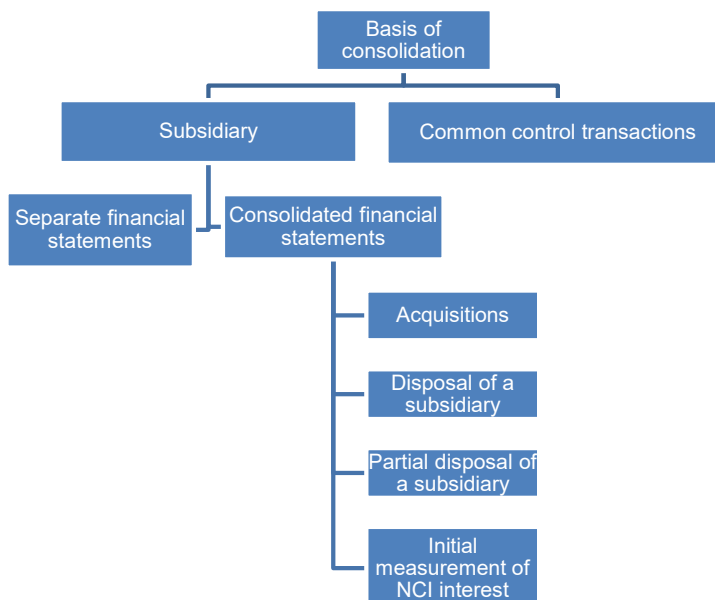 Basis of
consolidation
Subsidiary
Common control transactions
Separate financial
statements
Consolidated financial
statements
Acquisitions
Disposal of a
subsidiary
Partial disposal of
a subsidiary
Initial
measurement of
NCI interest